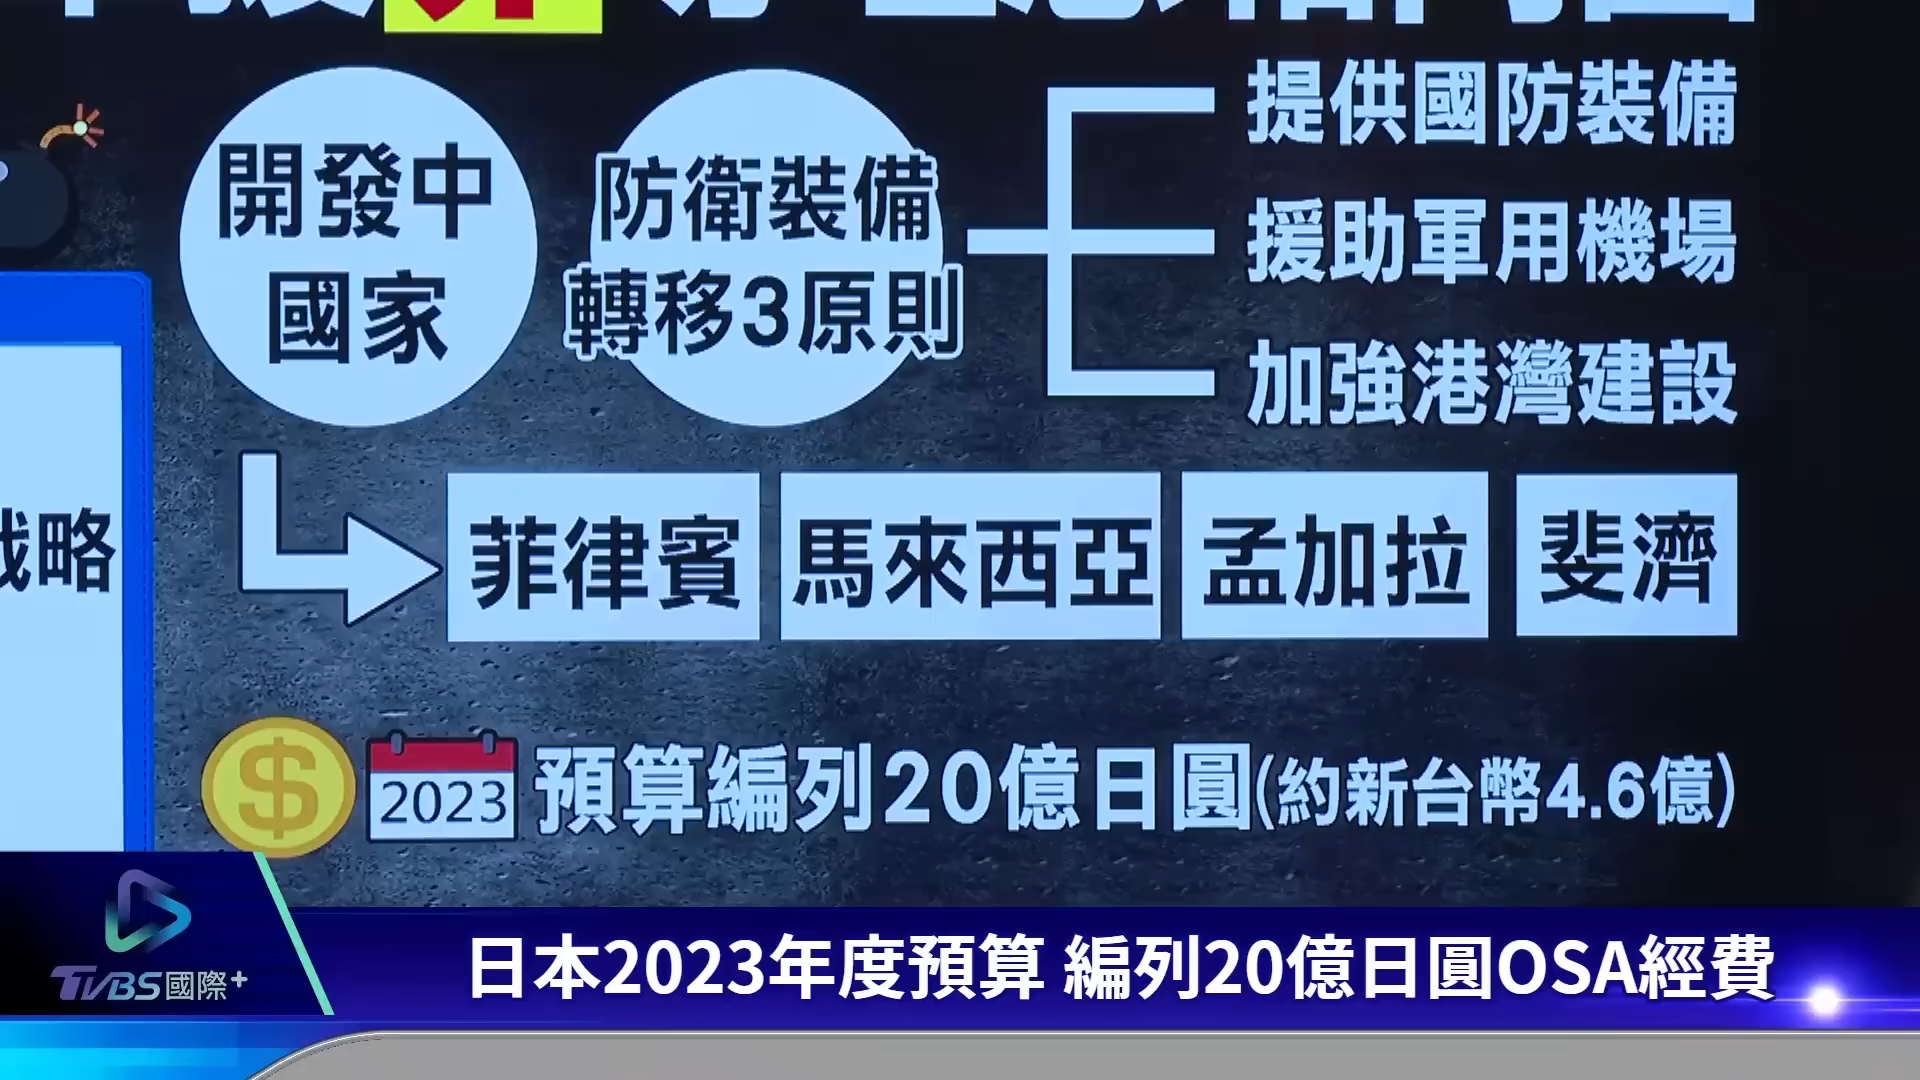 開發中
國家
防衛裝備
轉移3原則
提供國防裝備
援助軍用機場
加強港灣建設
戰略
菲律賓
馬來西亞
孟加拉
斐濟
2023
預算編列20億日圓(約新台幣4.6億)
日本2023年度預算 編列20億日圓OSA經費
TVBS國際+